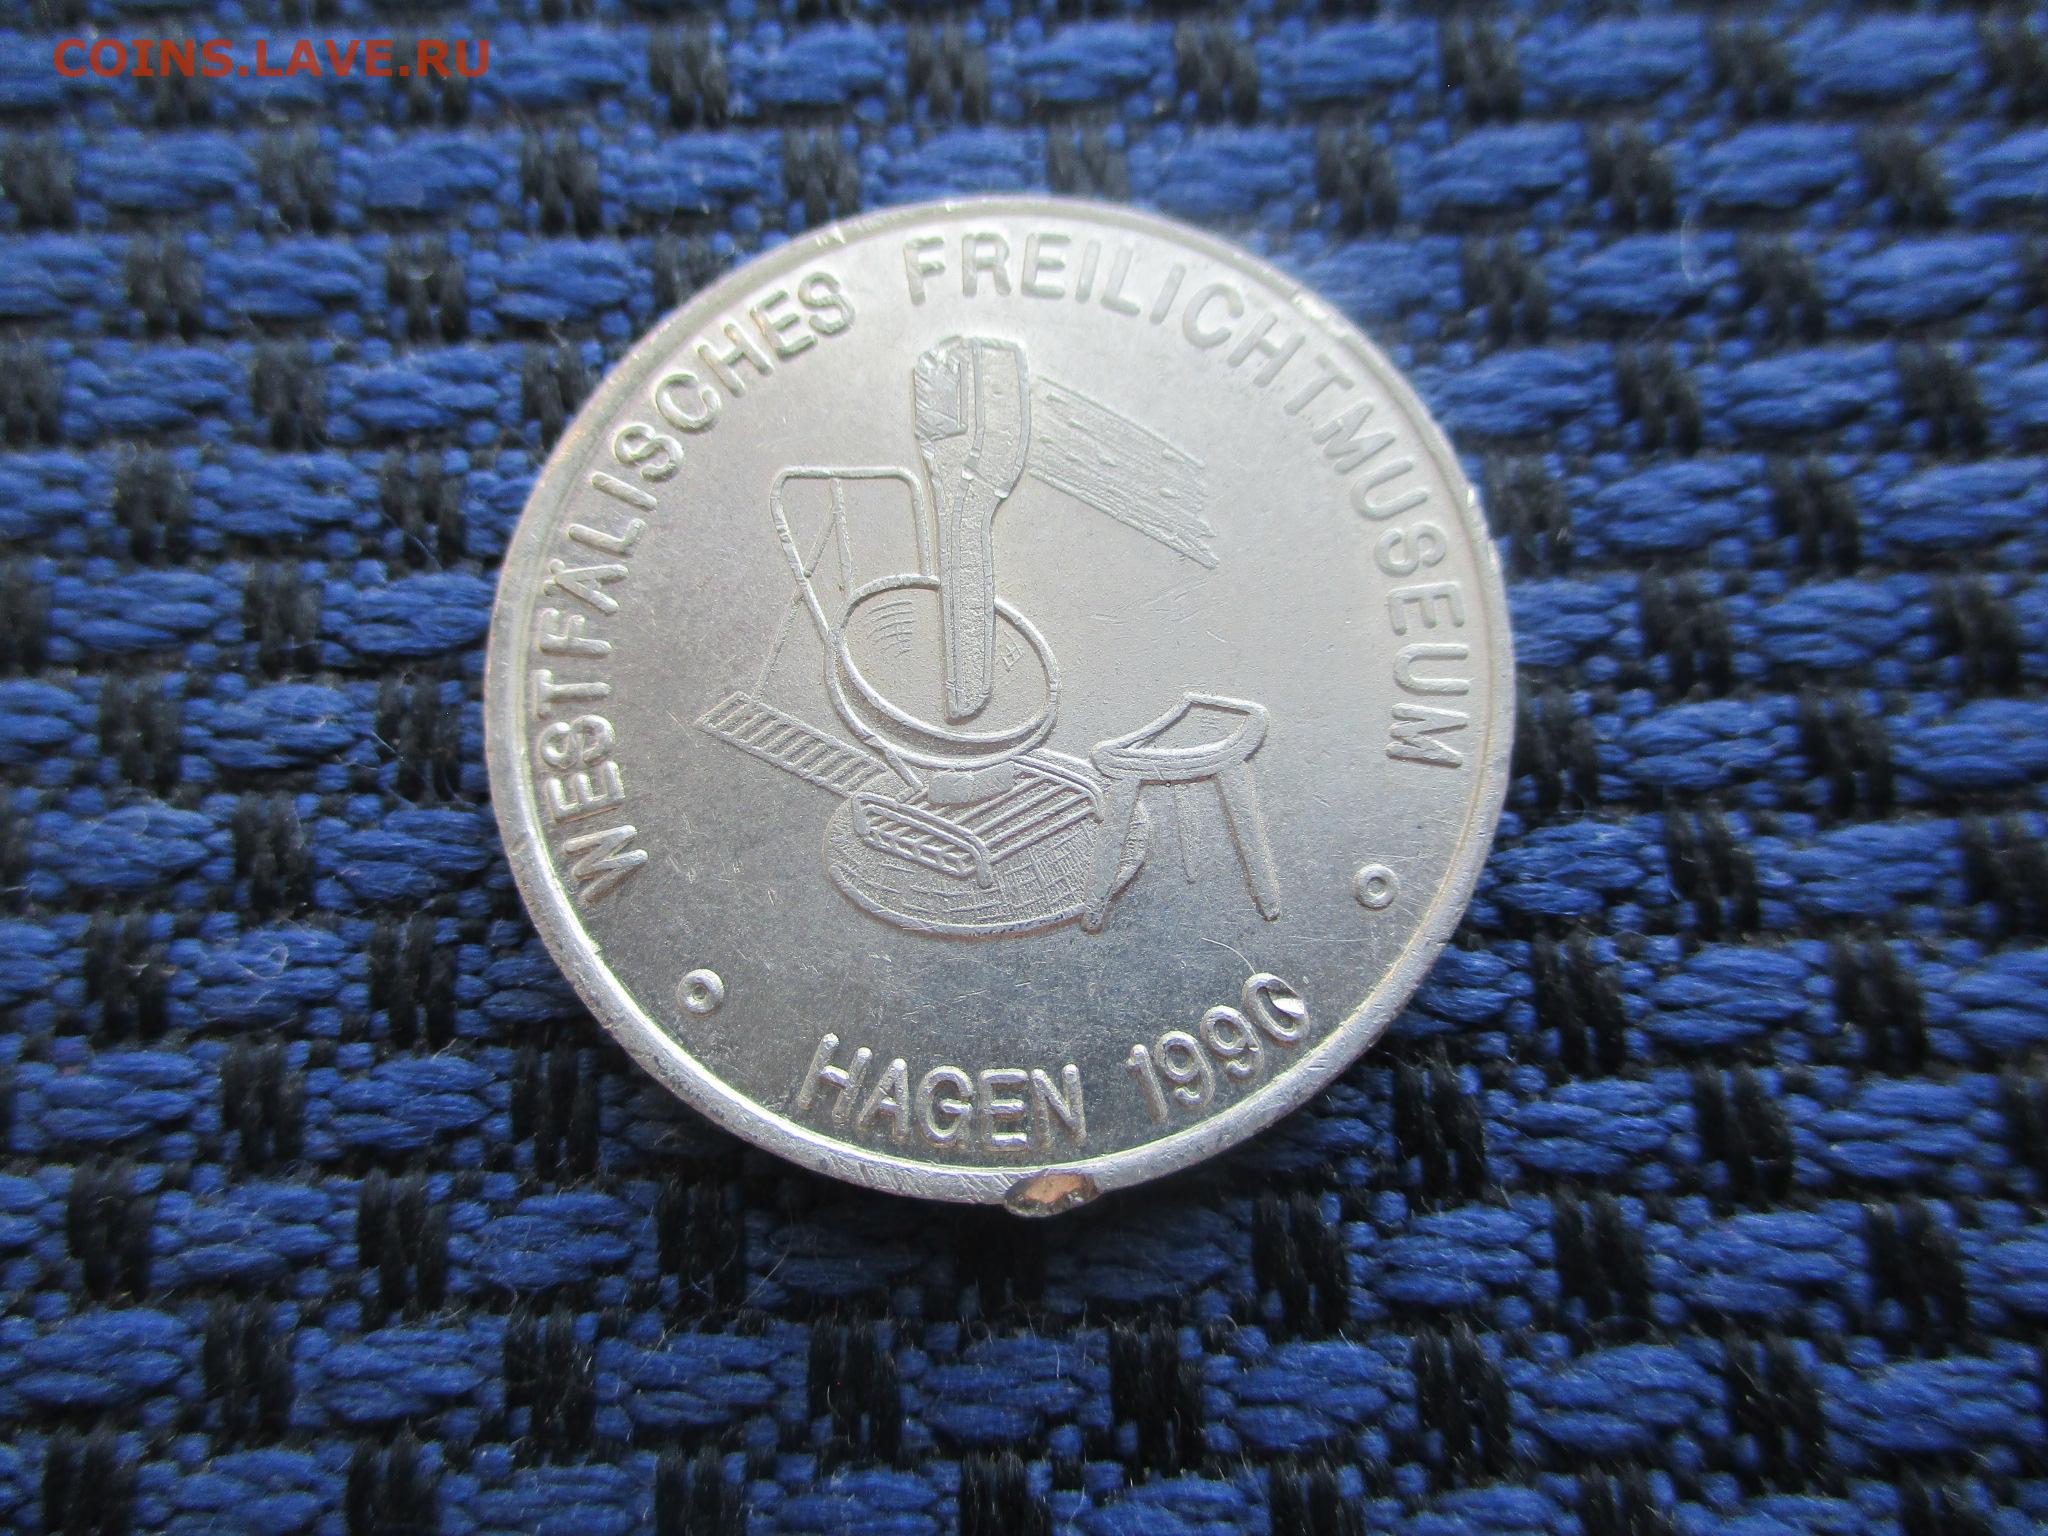 COINS.LAVE.RU
WESTFÄLISCHES FREILICHTMUSEUM
HAGEN 1990